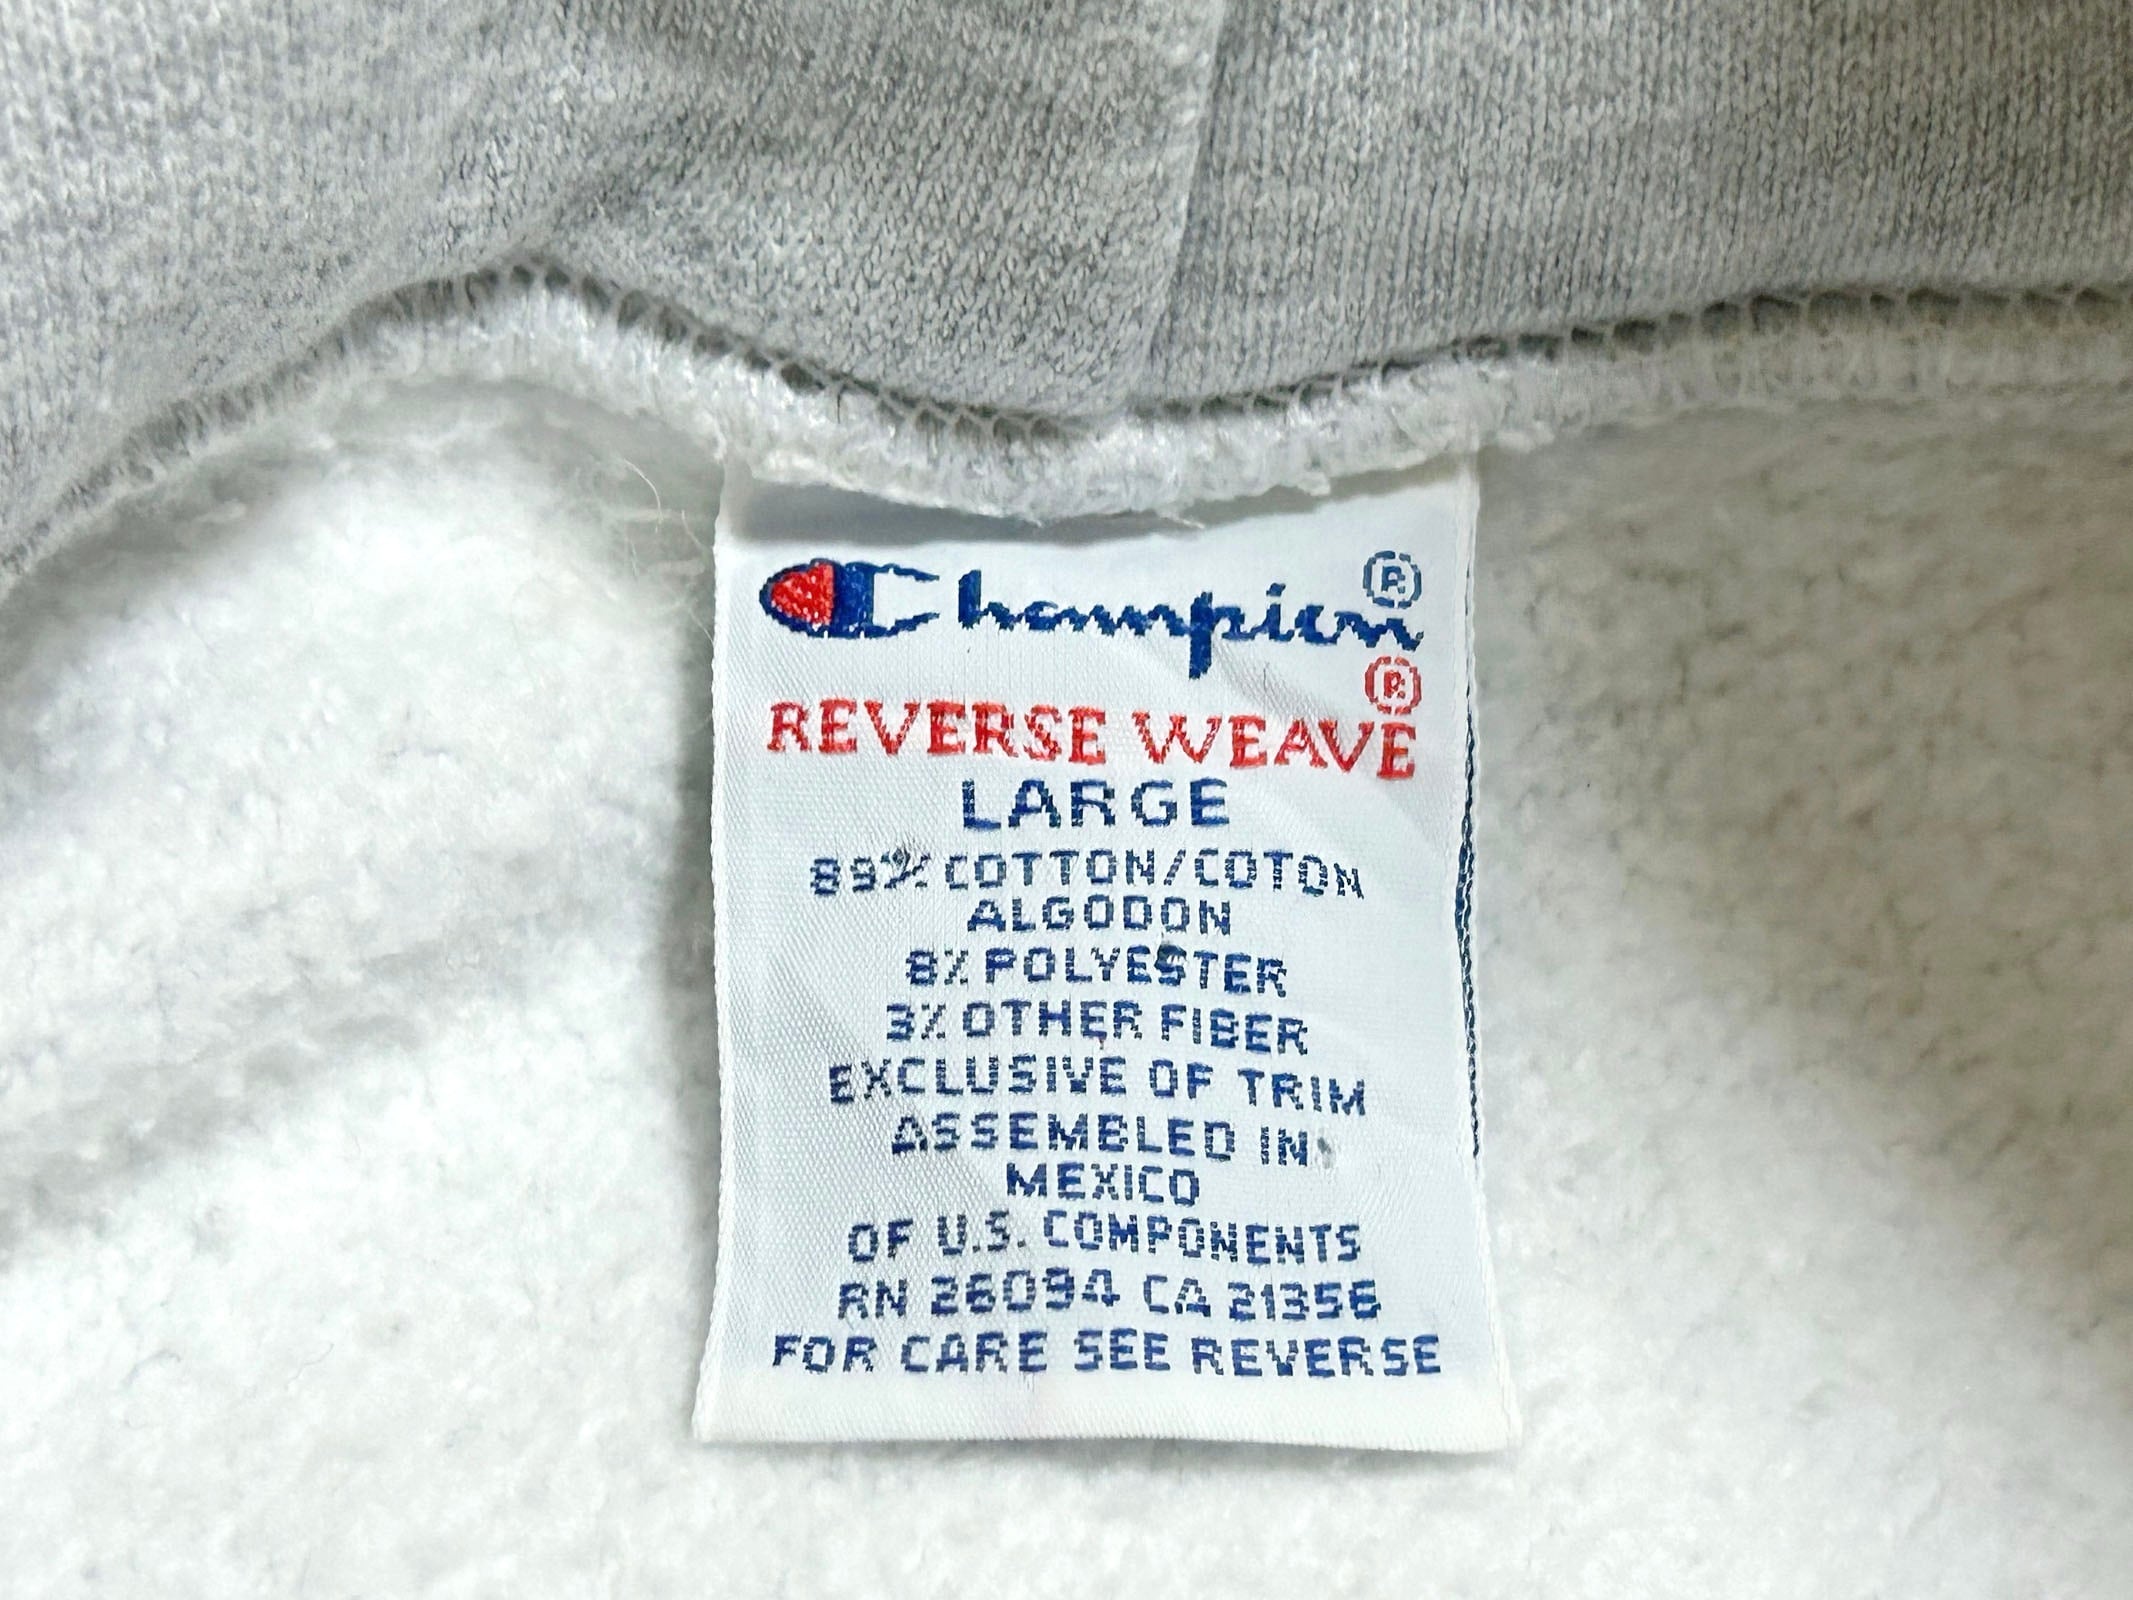 Champion®
REVERSE WEAVE®
LARGE
89% COTTON/COTON
ALGODON
8% POLYESTER
3% OTHER FIBER
EXCLUSIVE OF TRIM
ASSEMBLED IN
MEXICO
OF U.S. COMPONENTS
RN 26094 CA 21356
FOR CARE SEE REVERSE